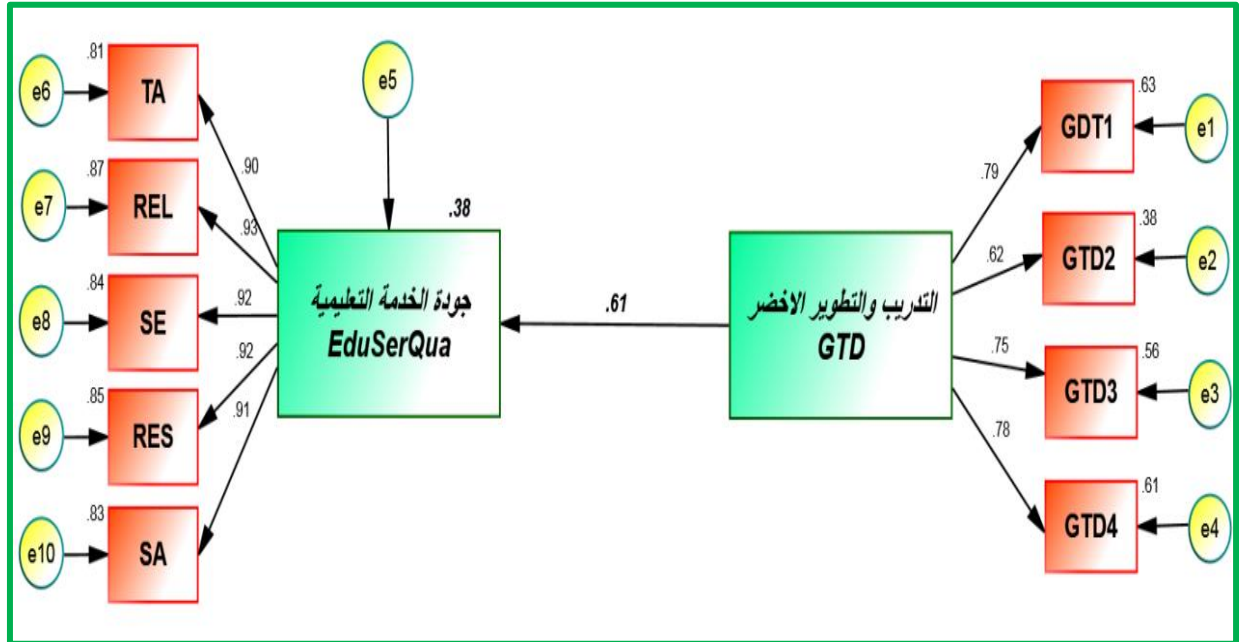 e6
.81
TA
e7
.87
REL
e8
.84
SE
e9
.85
RES
e10
.83
SA
.90
.93
.92
.92
.91
e5
.38
جودة الخدمة التعليمية
EduSerQua
.61
التدريب والتطوير الاخضر
GTD
.79
.62
.75
.78
.63
GDT1
e1
.38
GTD2
e2
.56
GTD3
e3
.61
GTD4
e4